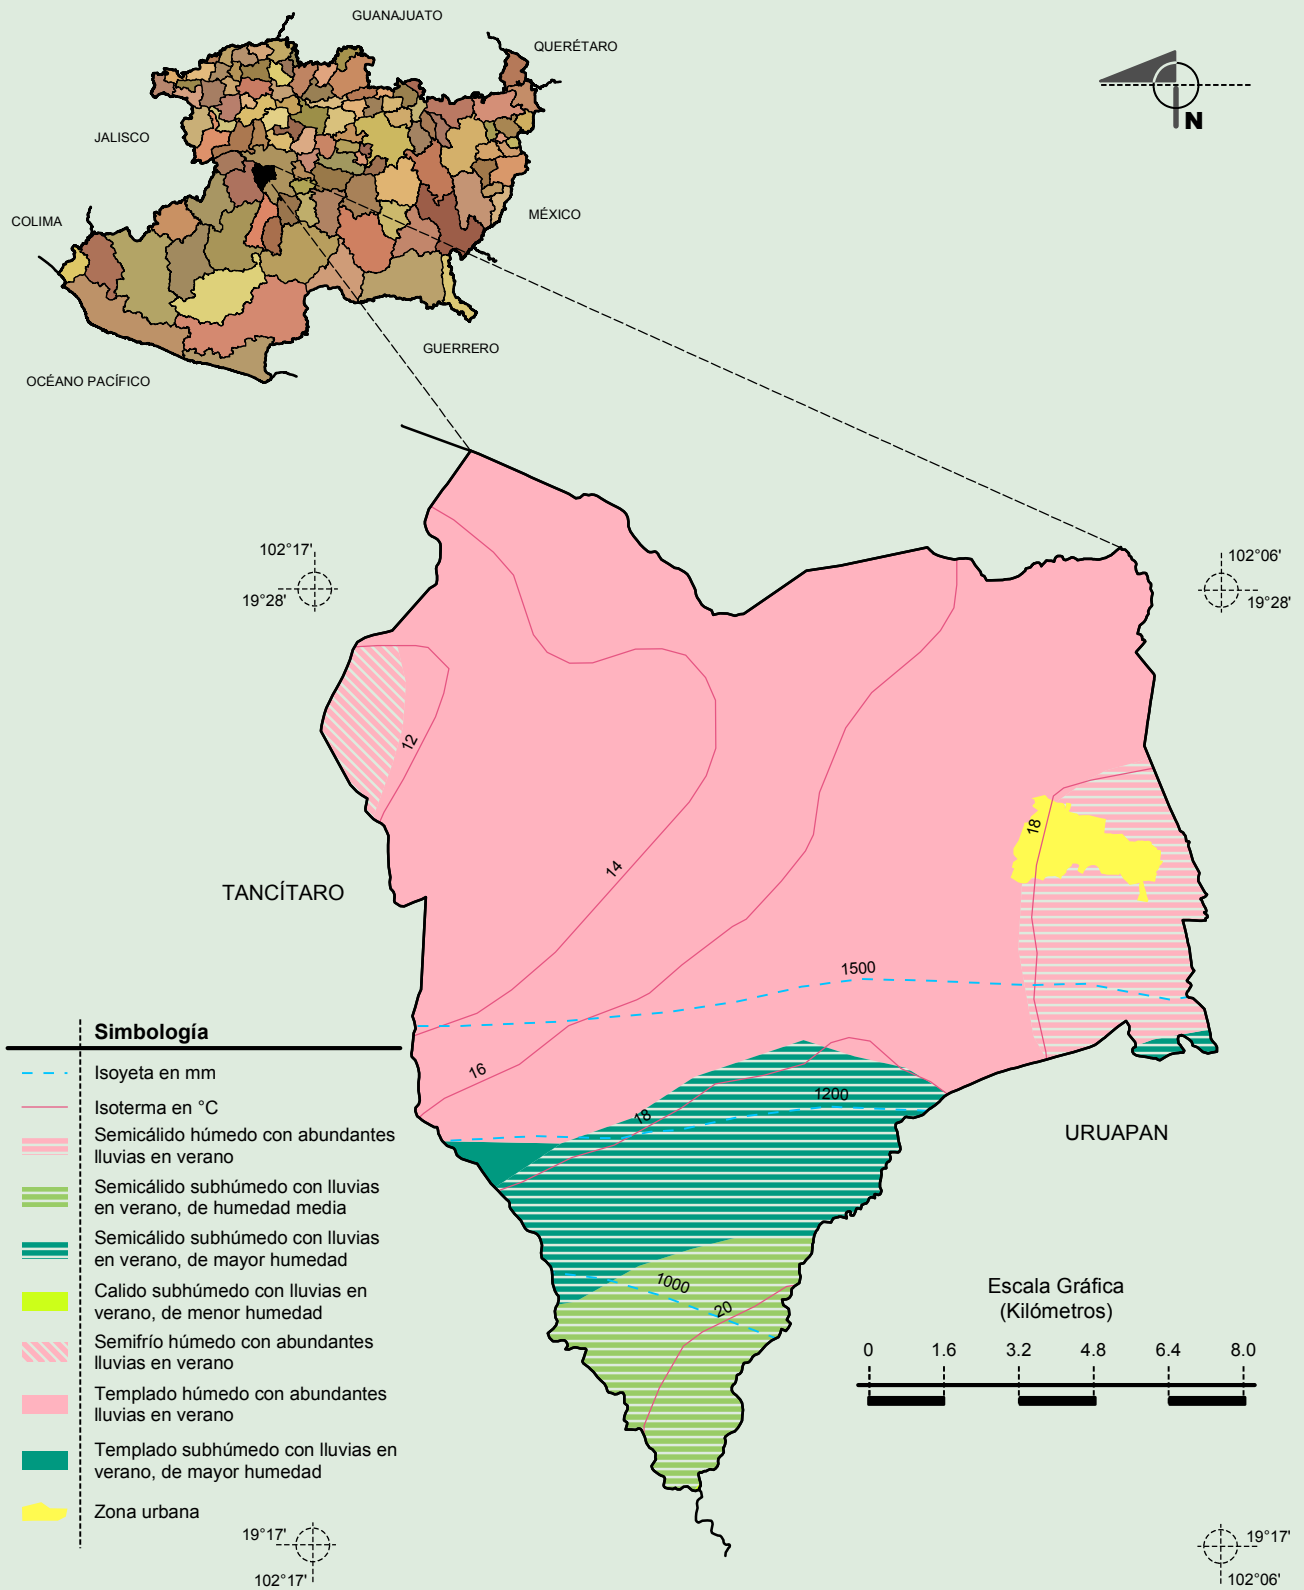 GUANAJUATO
QUERÉTARO
JALISCO
COLIMA
MÉXICO
GUERRERO
OCÉANO PACÍFICO
N
102°17'
19°28'
102°06'
19°28'
12
14
18
TANCÍTARO
1500
16
18
1200
URUAPAN
1000
20
Simbología
Isoyeta en mm
Isoterma en °C
Semicálido húmedo con abundantes
lluvias en verano
Semicálido subhúmedo con lluvias
en verano, de humedad media
Semicálido subhúmedo con lluvias
en verano, de mayor humedad
Calido subhúmedo con lluvias en
verano, de menor humedad
Semifrío húmedo con abundantes
lluvias en verano
Templado húmedo con abundantes
lluvias en verano
Templado subhúmedo con lluvias en
verano, de mayor humedad
Zona urbana
Escala Gráfica
(Kilómetros)
0 1.6 3.2 4.8 6.4 8.0
19°17'
102°17'
19°17'
102°06'